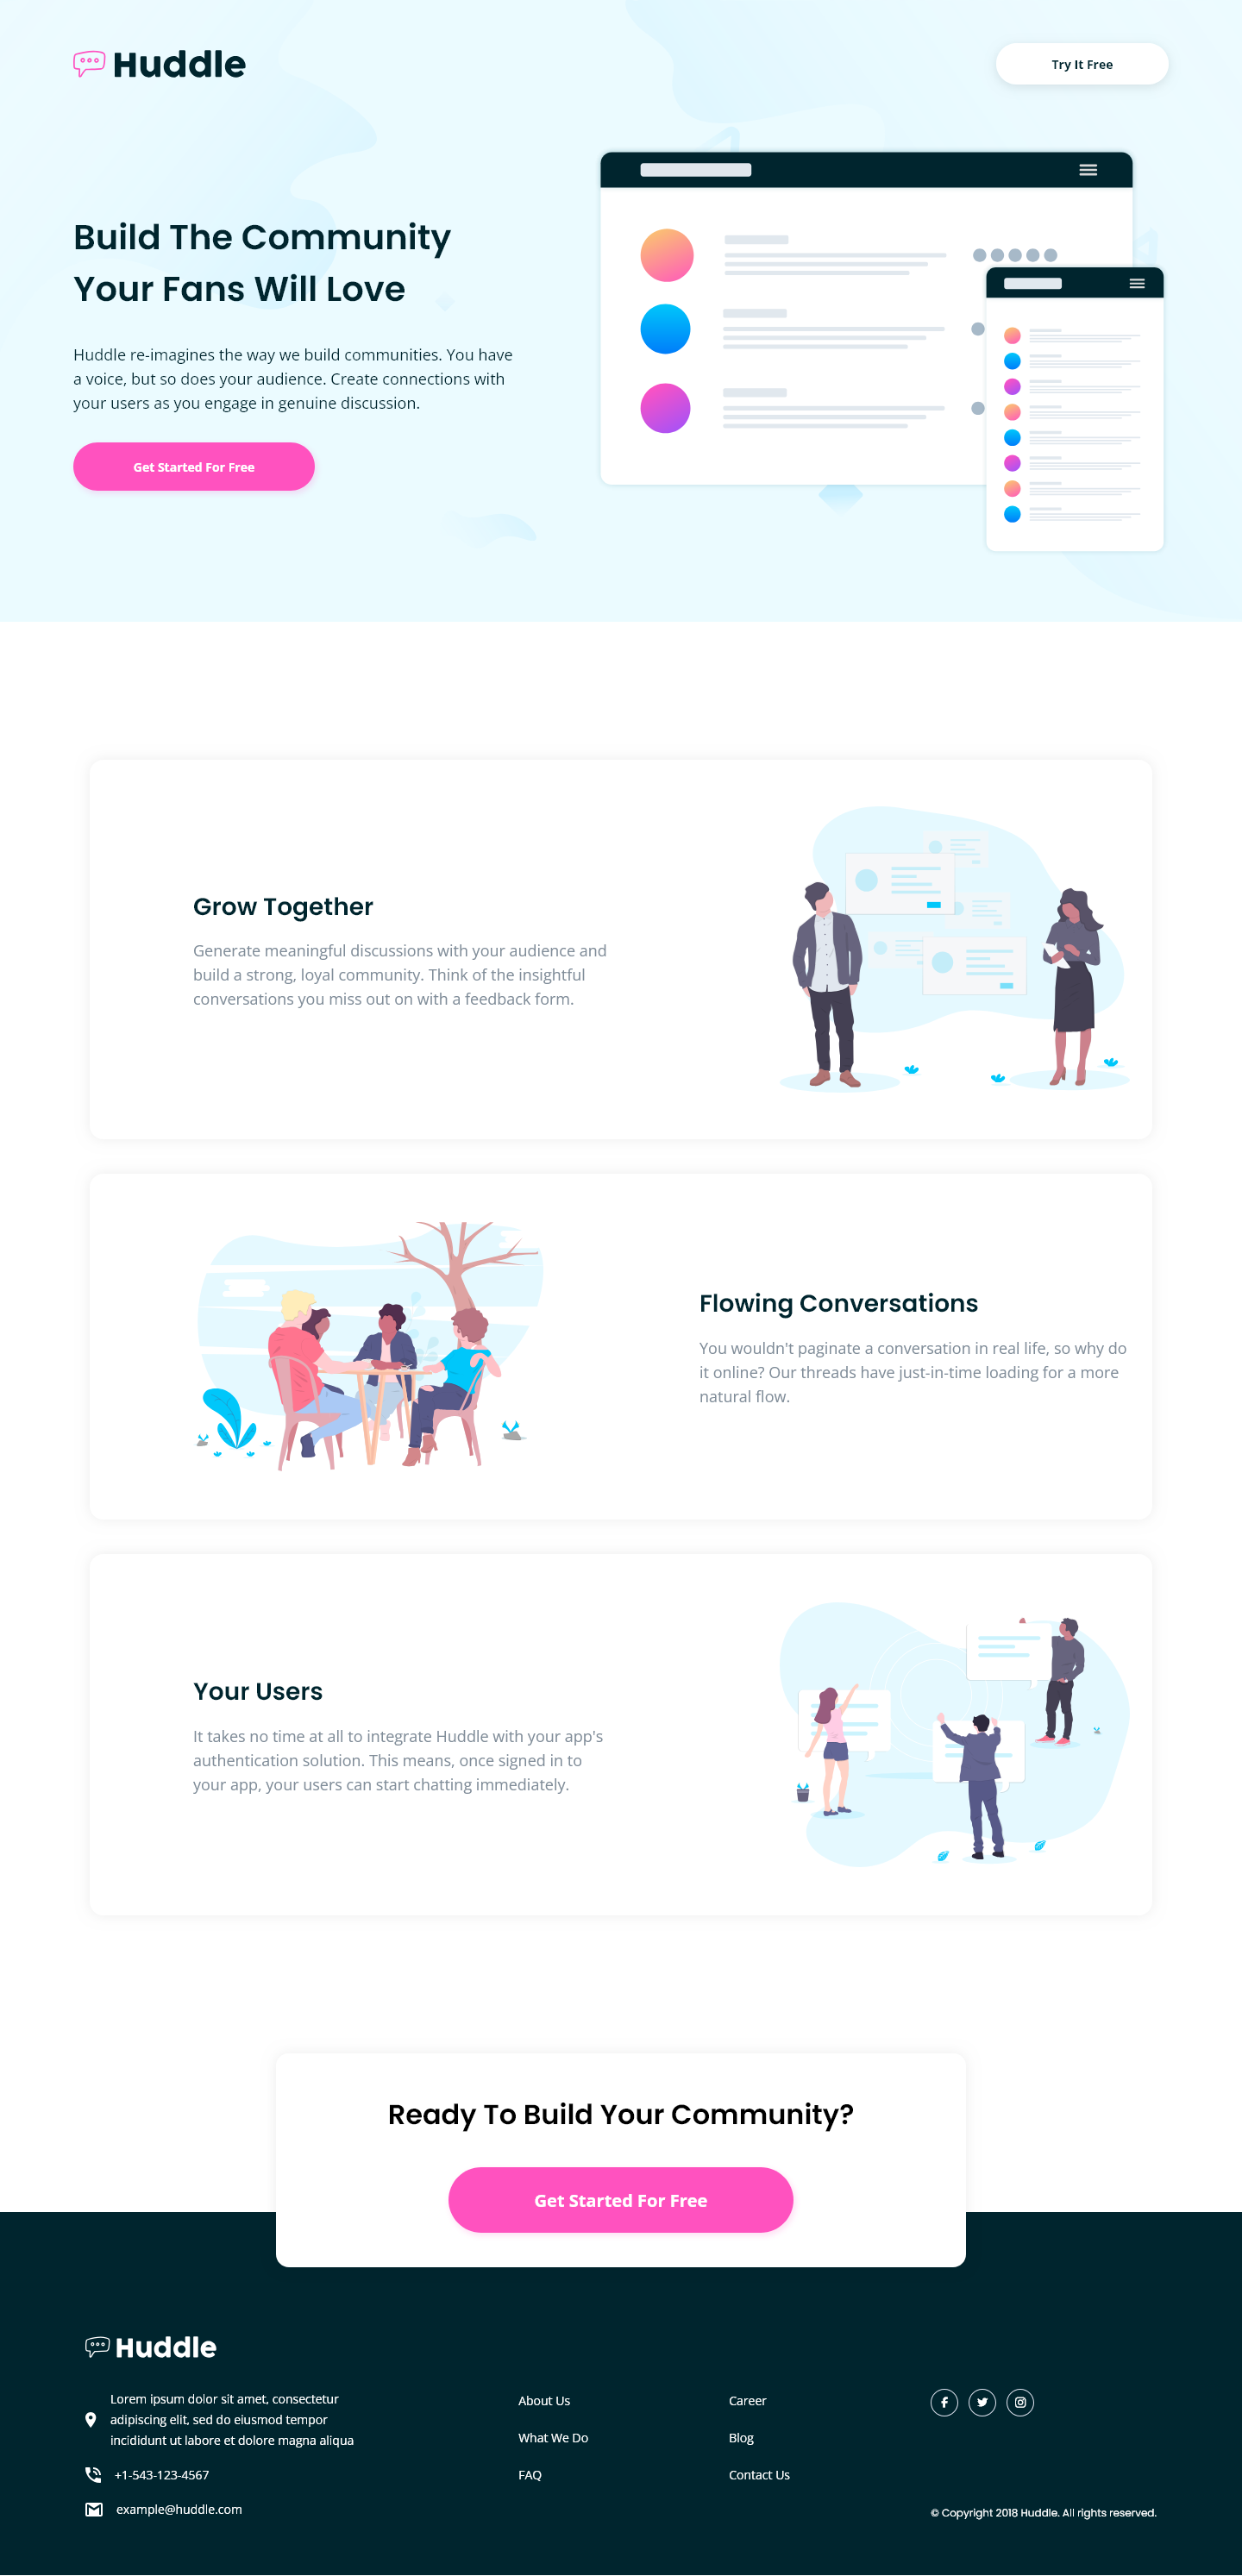 Huddle
Try It Free
Build The Community
Your Fans Will Love
Huddle re-imagines the way we build communities. You have
a voice, but so does your audience. Create connections with
your users as you engage in genuine discussion.
Get Started For Free
Grow Together
Generate meaningful discussions with your audience and
build a strong, loyal community. Think of the insightful
conversations you miss out on with a feedback form.
Flowing Conversations
You wouldn't paginate a conversation in real life, so why do
it online? Our threads have just-in-time loading for a more
natural flow.
Your Users
It takes no time at all to integrate Huddle with your app's
authentication solution. This means, once signed in to
your app, your users can start chatting immediately.
Ready To Build Your Community?
Get Started For Free
Huddle
Lorem ipsum dolor sit amet, consectetur
adipiscing elit, sed do eiusmod tempor
incididunt ut labore et dolore magna aliqua
+1-543-123-4567
example@huddle.com
About Us
What We Do
FAQ
Career
Blog
Contact Us
© Copyright 2018 Huddle. All rights reserved.